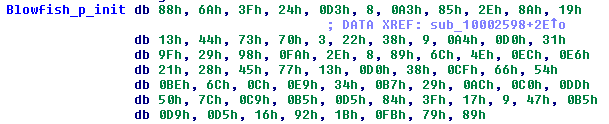 Blowfish_p_init db 88h, 6Ah, 3Fh, 24h, 0D3h, 8, 0A3h, 85h, 2Eh, 8Ah, 19h
; DATA XREF: sub_10002598+2E↑o
db 13h, 44h, 73h, 70h, 3, 22h, 38h, 9, 0A4h, 0D0h, 31h
db 9Fh, 29h, 98h, 0FAh, 2Eh, 8, 89h, 6Ch, 4Eh, 0ECh, 0E6h
db 21h, 28h, 45h, 77h, 13h, 0D0h, 38h, 0CFh, 66h, 54h
db 0BEh, 6Ch, 0Ch, 0E9h, 34h, 0B7h, 29h, 0ACh, 0C0h, 0DDh
db 50h, 7Ch, 0C9h, 0B5h, 0D5h, 84h, 3Fh, 17h, 9, 47h, 0B5h
db 0D9h, 0D5h, 16h, 92h, 1Bh, 0FBh, 79h, 89h